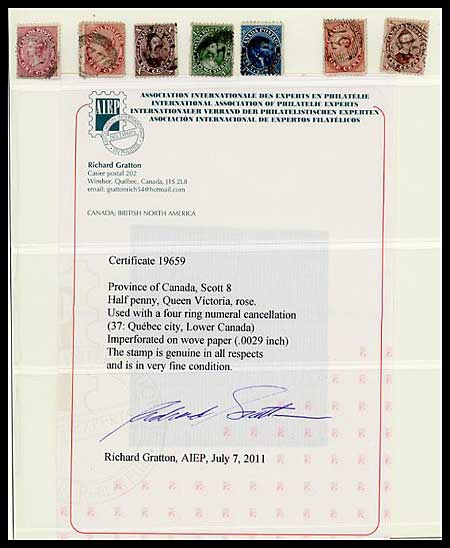 ASSOCIATION INTERNATIONALE DES EXPERTS EN PHILATÉLIE
INTERNATIONAL ASSOCIATION OF PHILATELIC EXPERTS
INTERNATIONALER VERBAND DER PHILATELISTISCHEN EXPERTEN
ASOCIACIÓN INTERNACIONAL DE EXPERTOS FILATÉLICOS
AIEP
Richard Gratton
Casier postal 202
Windsor, Québec, Canada, J1S 2L8
email: grattonrich54@hotmail.com
CANADA; BRITISH NORTH AMERICA
Certificate 19659
Province of Canada, Scott 8
Half penny, Queen Victoria, rose.
Used with a four ring numeral cancellation
(37: Québec city, Lower Canada)
Imperforated on wove paper (.0029 inch)
The stamp is genuine in all respects
and is in very fine condition.
Richard Gratton, AIEP, July 7, 2011